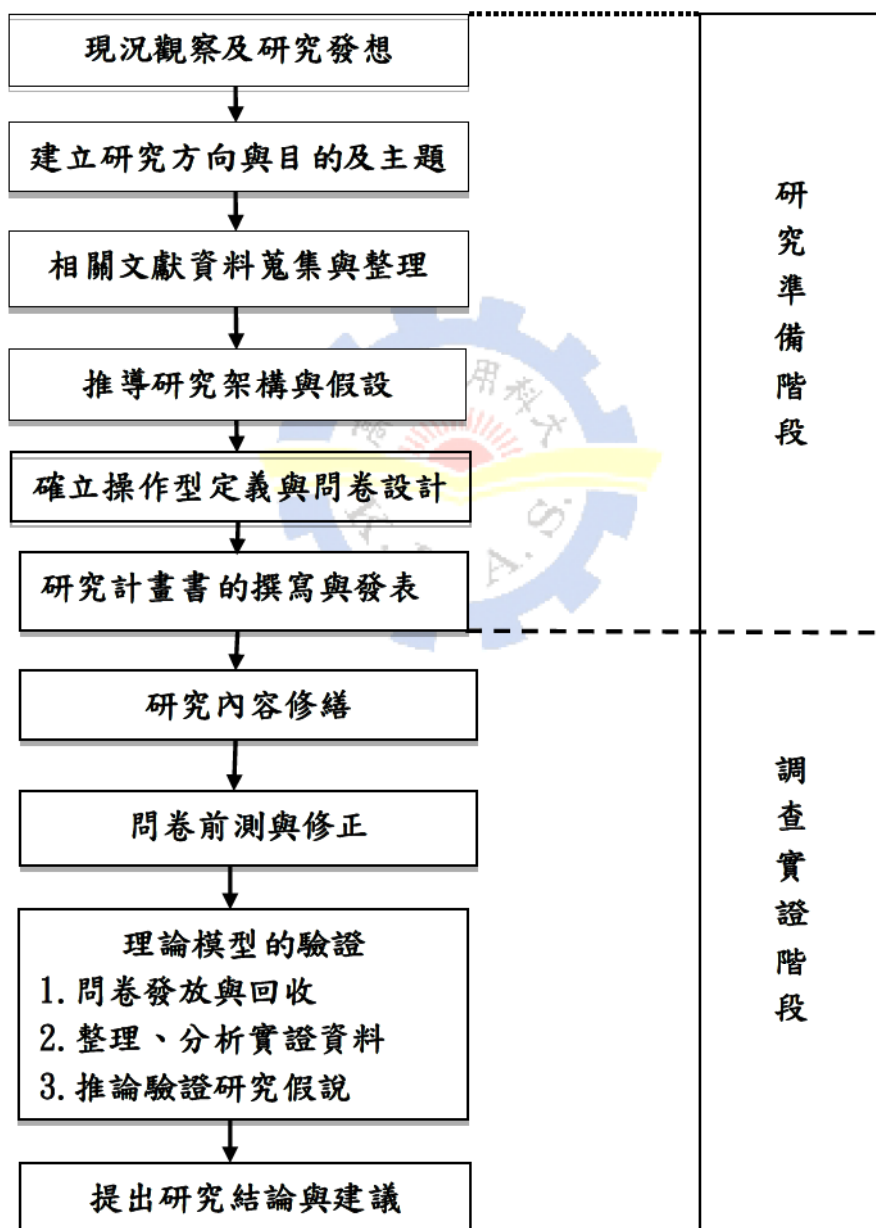 現況觀察及研究發想
建立研究方向與目的及主題
相關文獻資料蒐集與整理
推導研究架構與假設
確立操作型定義與問卷設計
研究計畫書的撰寫與發表
研究準備階段
研究內容修繕
問卷前測與修正
理論模型的驗證
1.問卷發放與回收
2.整理、分析實證資料
3.推論驗證研究假說
提出研究結論與建議
調查實證階段
用科大
A.S.